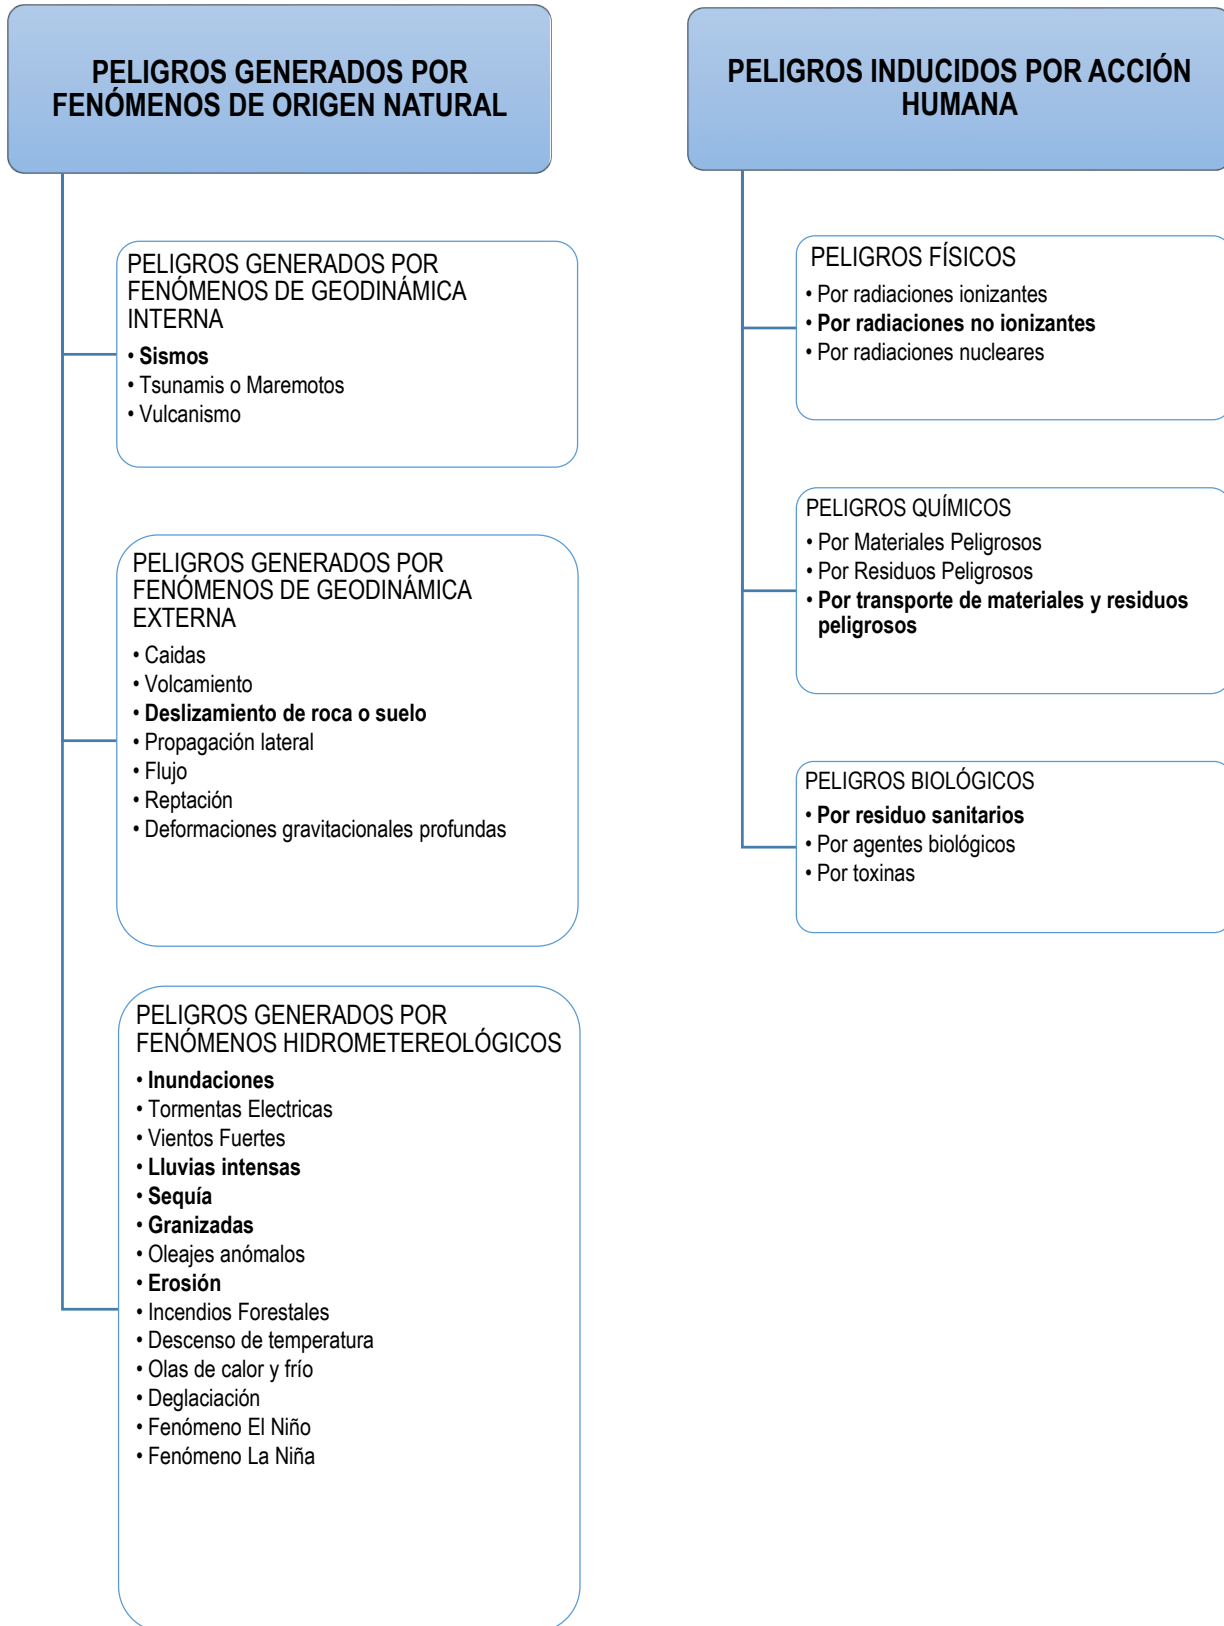 PELIGROS GENERADOS POR
FENÓMENOS DE ORIGEN NATURAL
PELIGROS GENERADOS POR
FENÓMENOS DE GEODINÁMICA
INTERNA
• Sismos
• Tsunamis o Maremotos
• Vulcanismo
PELIGROS GENERADOS POR
FENÓMENOS DE GEODINÁMICA
EXTERNA
• Caidas
• Volcamiento
• Deslizamiento de roca o suelo
• Propagación lateral
• Flujo
• Reptación
• Deformaciones gravitacionales profundas
PELIGROS GENERADOS POR
FENÓMENOS HIDROMETEREOLÓGICOS
• Inundaciones
• Tormentas Electricas
• Vientos Fuertes
• Lluvias intensas
• Sequía
• Granizadas
• Oleajes anómalos
• Erosión
• Incendios Forestales
• Descenso de temperatura
• Olas de calor y frío
• Deglaciación
• Fenómeno El Niño
• Fenómeno La Niña
PELIGROS INDUCIDOS POR ACCIÓN
HUMANA
PELIGROS FÍSICOS
• Por radiaciones ionizantes
• Por radiaciones no ionizantes
• Por radiaciones nucleares
PELIGROS QUÍMICOS
• Por Materiales Peligrosos
• Por Residuos Peligrosos
• Por transporte de materiales y residuos
peligrosos
PELIGROS BIOLÓGICOS
• Por residuo sanitarios
• Por agentes biológicos
• Por toxinas